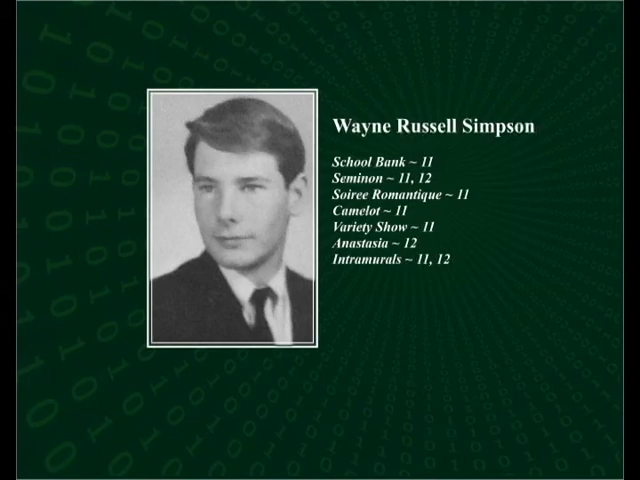 Wayne Russell Simpson
School Bank ~ 11
Seminon ~ 11, 12
Soiree Romantique ~ 11
Camelot ~ 11
Variety Show ~ 11
Anastasia ~ 12
Intramurals ~ 11, 12